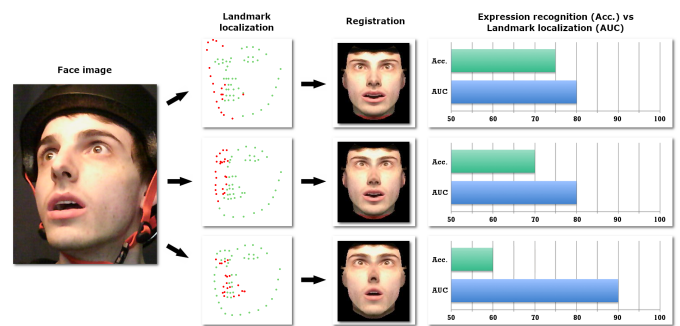 Face image
Landmark
localization
Registration
Expression recognition (Acc.) vs
Landmark localization (AUC)
Acc.
AUC
50 60 70 80 90 100
Acc.
AUC
50 60 70 80 90 100
Acc.
AUC
50 60 70 80 90 100